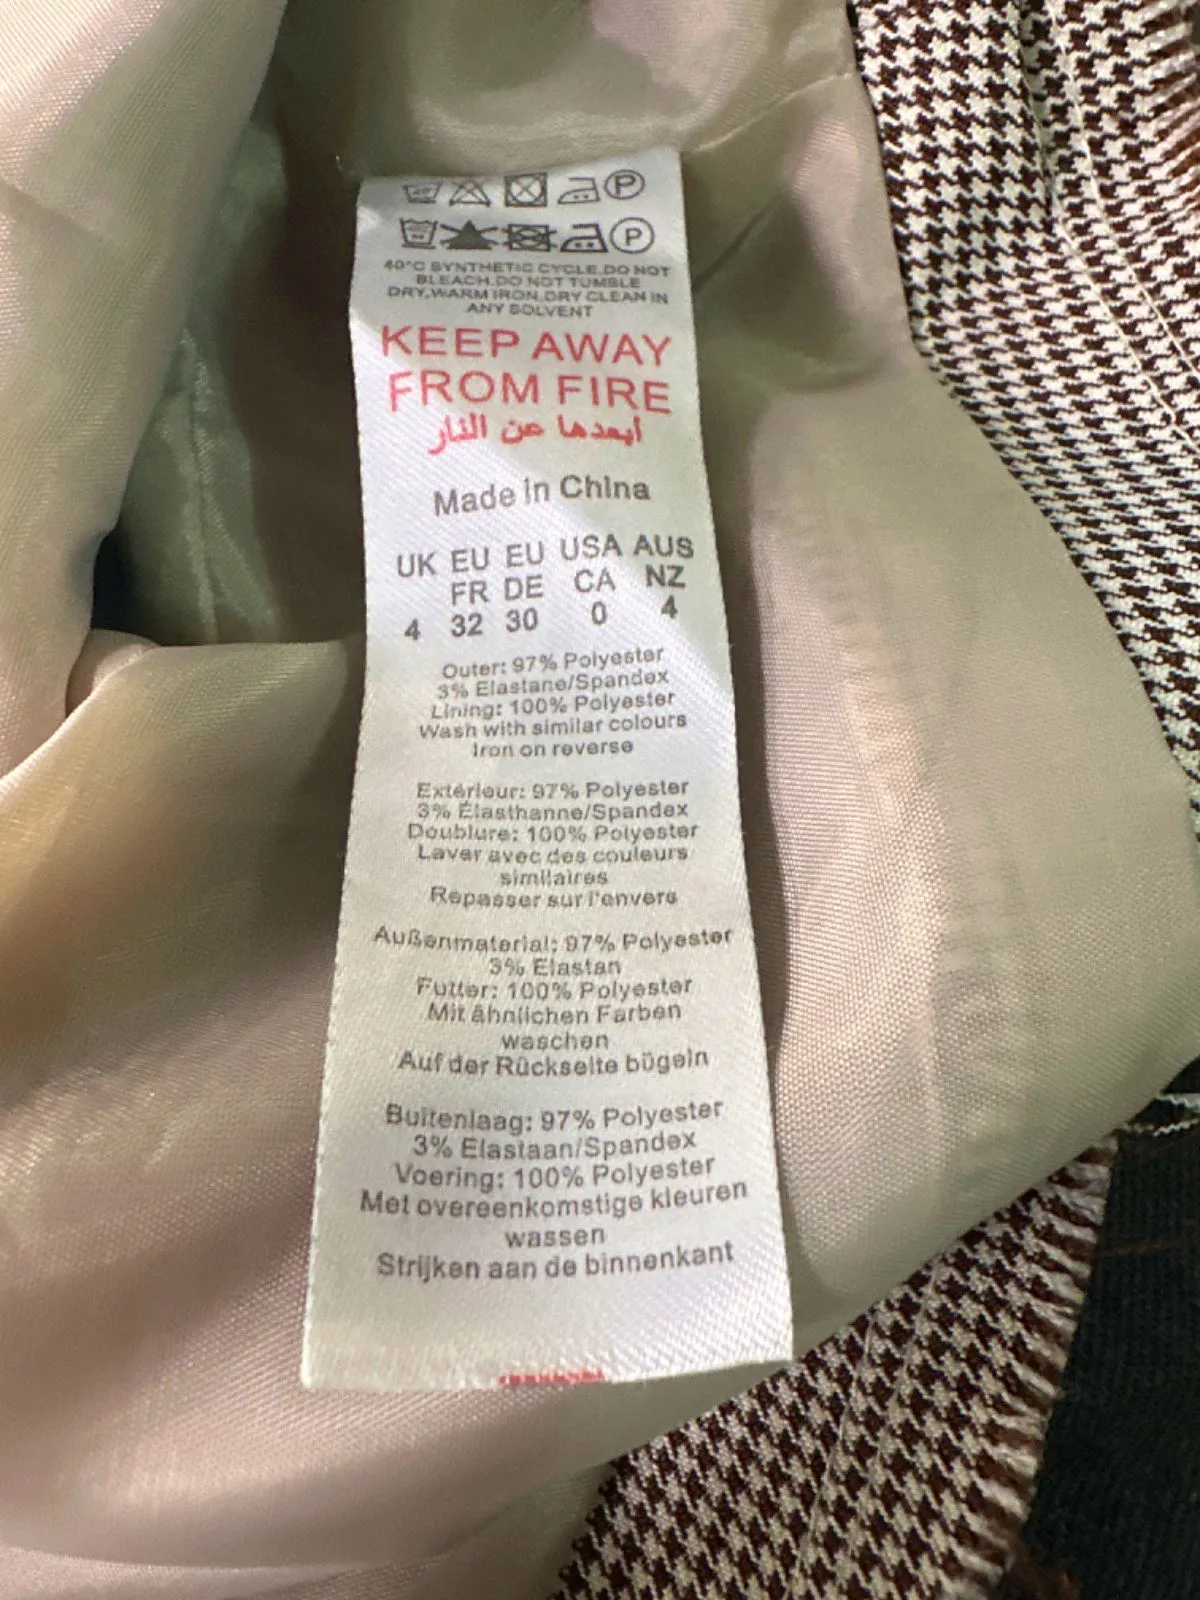 40°C SYNTHETIC CYCLE.DO NOT
BLEACH.DO NOT TUMBLE
DRY,WARM IRON,DRY CLEAN IN
ANY SOLVENT
KEEP AWAY
FROM FIRE
أبعدها عن النار
Made in China
UK EU EU USA AUS
FR DE CA NZ
4 32 30 0 4
Outer: 97% Polyester
3% Elastane/Spandex
Lining: 100% Polyester
Wash with similar colours
Iron on reverse
Extérieur: 97% Polyester
3% Élasthanne/Spandex
Doublure: 100% Polyester
Laver avec des couleurs
similaires
Repasser sur l'envers
Außenmaterial: 97% Polyester
3% Elastan
Futter: 100% Polyester
Mit ähnlichen Farben
waschen
Auf der Rückseite bügeln
Buitenlaag: 97% Polyester
3% Elastaan/Spandex
Voering: 100% Polyester
Met overeenkomstige kleuren
wassen
Strijken aan de binnenkant